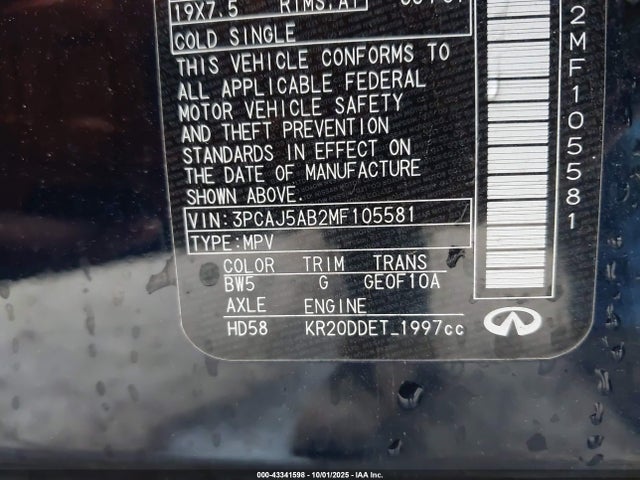 19X7.5 RIMS, AT
COLD SINGLE
THIS VEHICLE CONFORMS TO
ALL APPLICABLE FEDERAL
MOTOR VEHICLE SAFETY
AND THEFT PREVENTION
STANDARDS IN EFFECT ON
THE DATE OF MANUFACTURE
SHOWN ABOVE.
VIN:3PCAJ5AB2MF105581
TYPE:MPV
COLOR TRIM TRANS
BW5 G GE0F10A
AXLE ENGINE
HD58 KR20DDET_1997cc
2MF105581
000-43341598 - 10/01/2025 - IAA Inc.